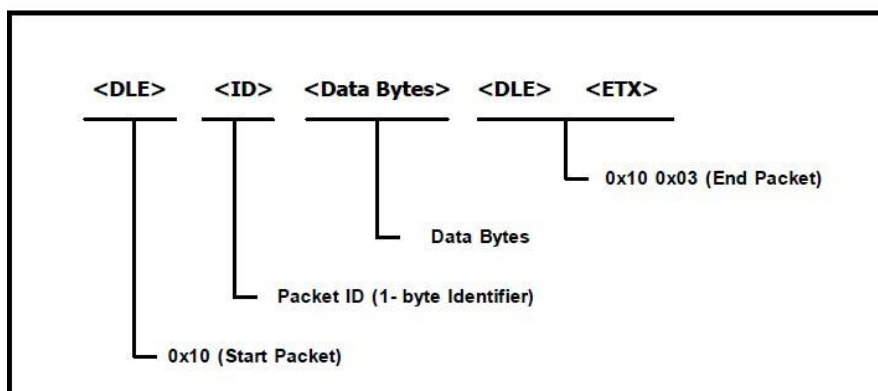 <DLE> <ID> <Data Bytes> <DLE> <ETX>
0x10 0x03 (End Packet)
Data Bytes
Packet ID (1- byte Identifier)
0x10 (Start Packet)